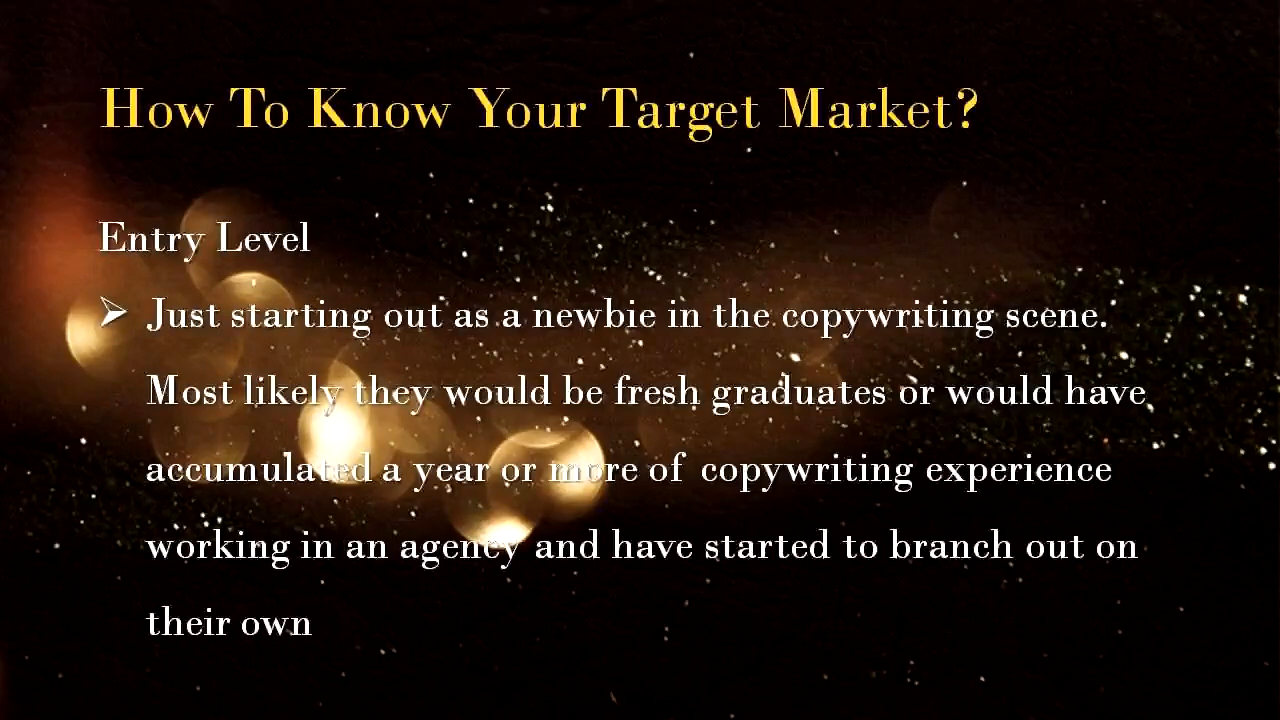 How To Know Your Target Market?
Entry Level
➢ Just starting out as a newbie in the copywriting scene.
Most likely they would be fresh graduates or would have
accumulated a year or more of copywriting experience
working in an agency and have started to branch out on
their own